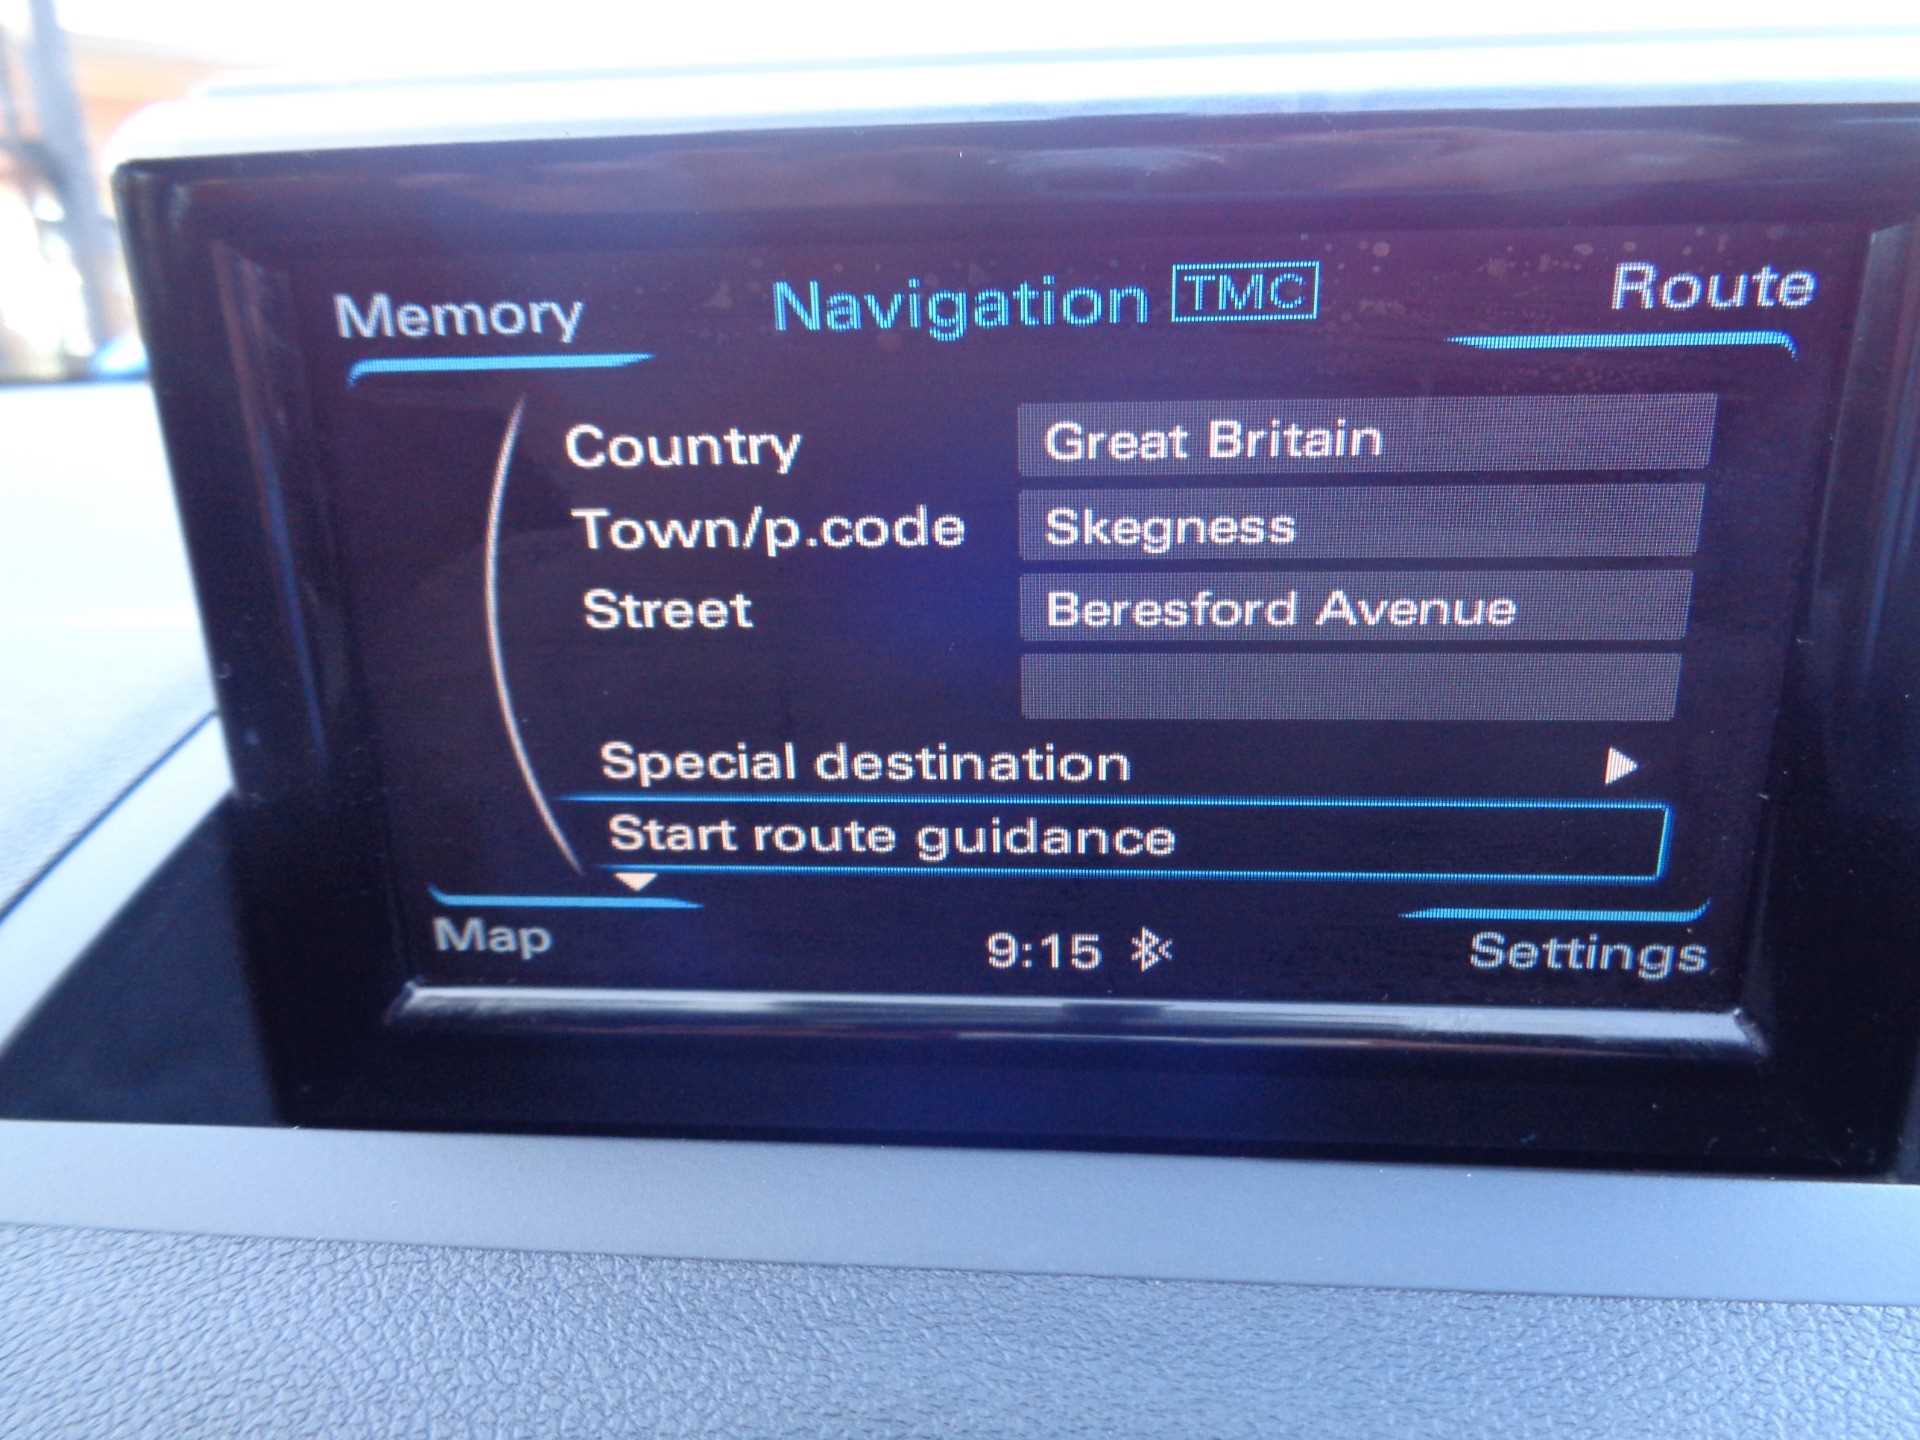 Memory Navigation TMC Route
Country Great Britain
Town/p.code Skegness
Street Beresford Avenue
Special destination
Start route guidance
Map 9:15 Settings